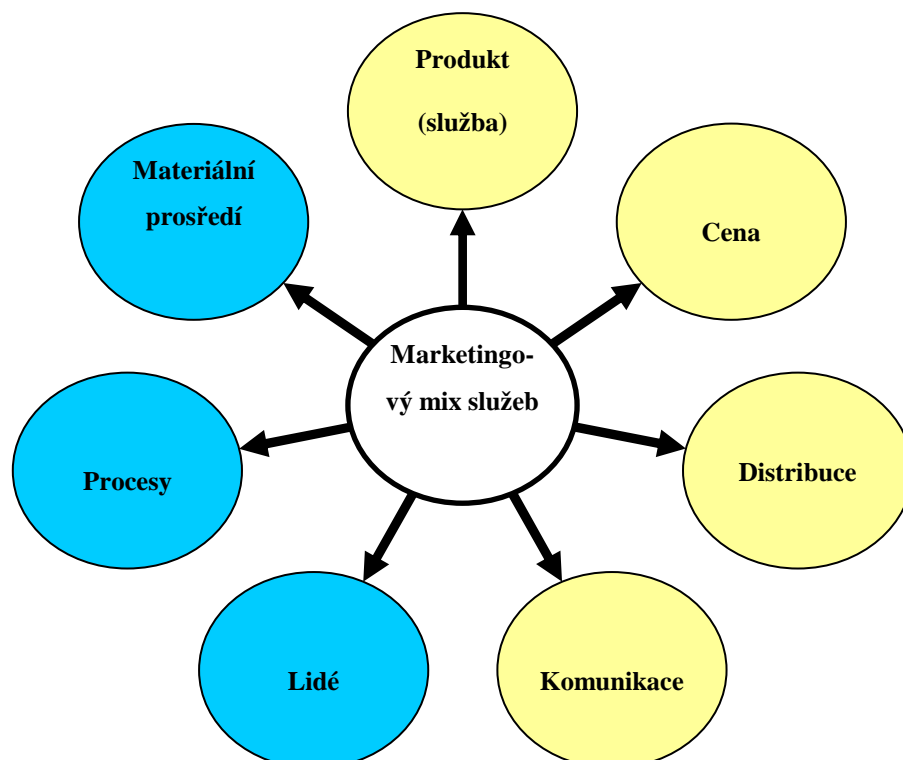 Produkt
(služba)
Materiální
prosředí
Cena
Marketingo-
vý mix služeb
Procesy
Distribuce
Lidé
Komunikace